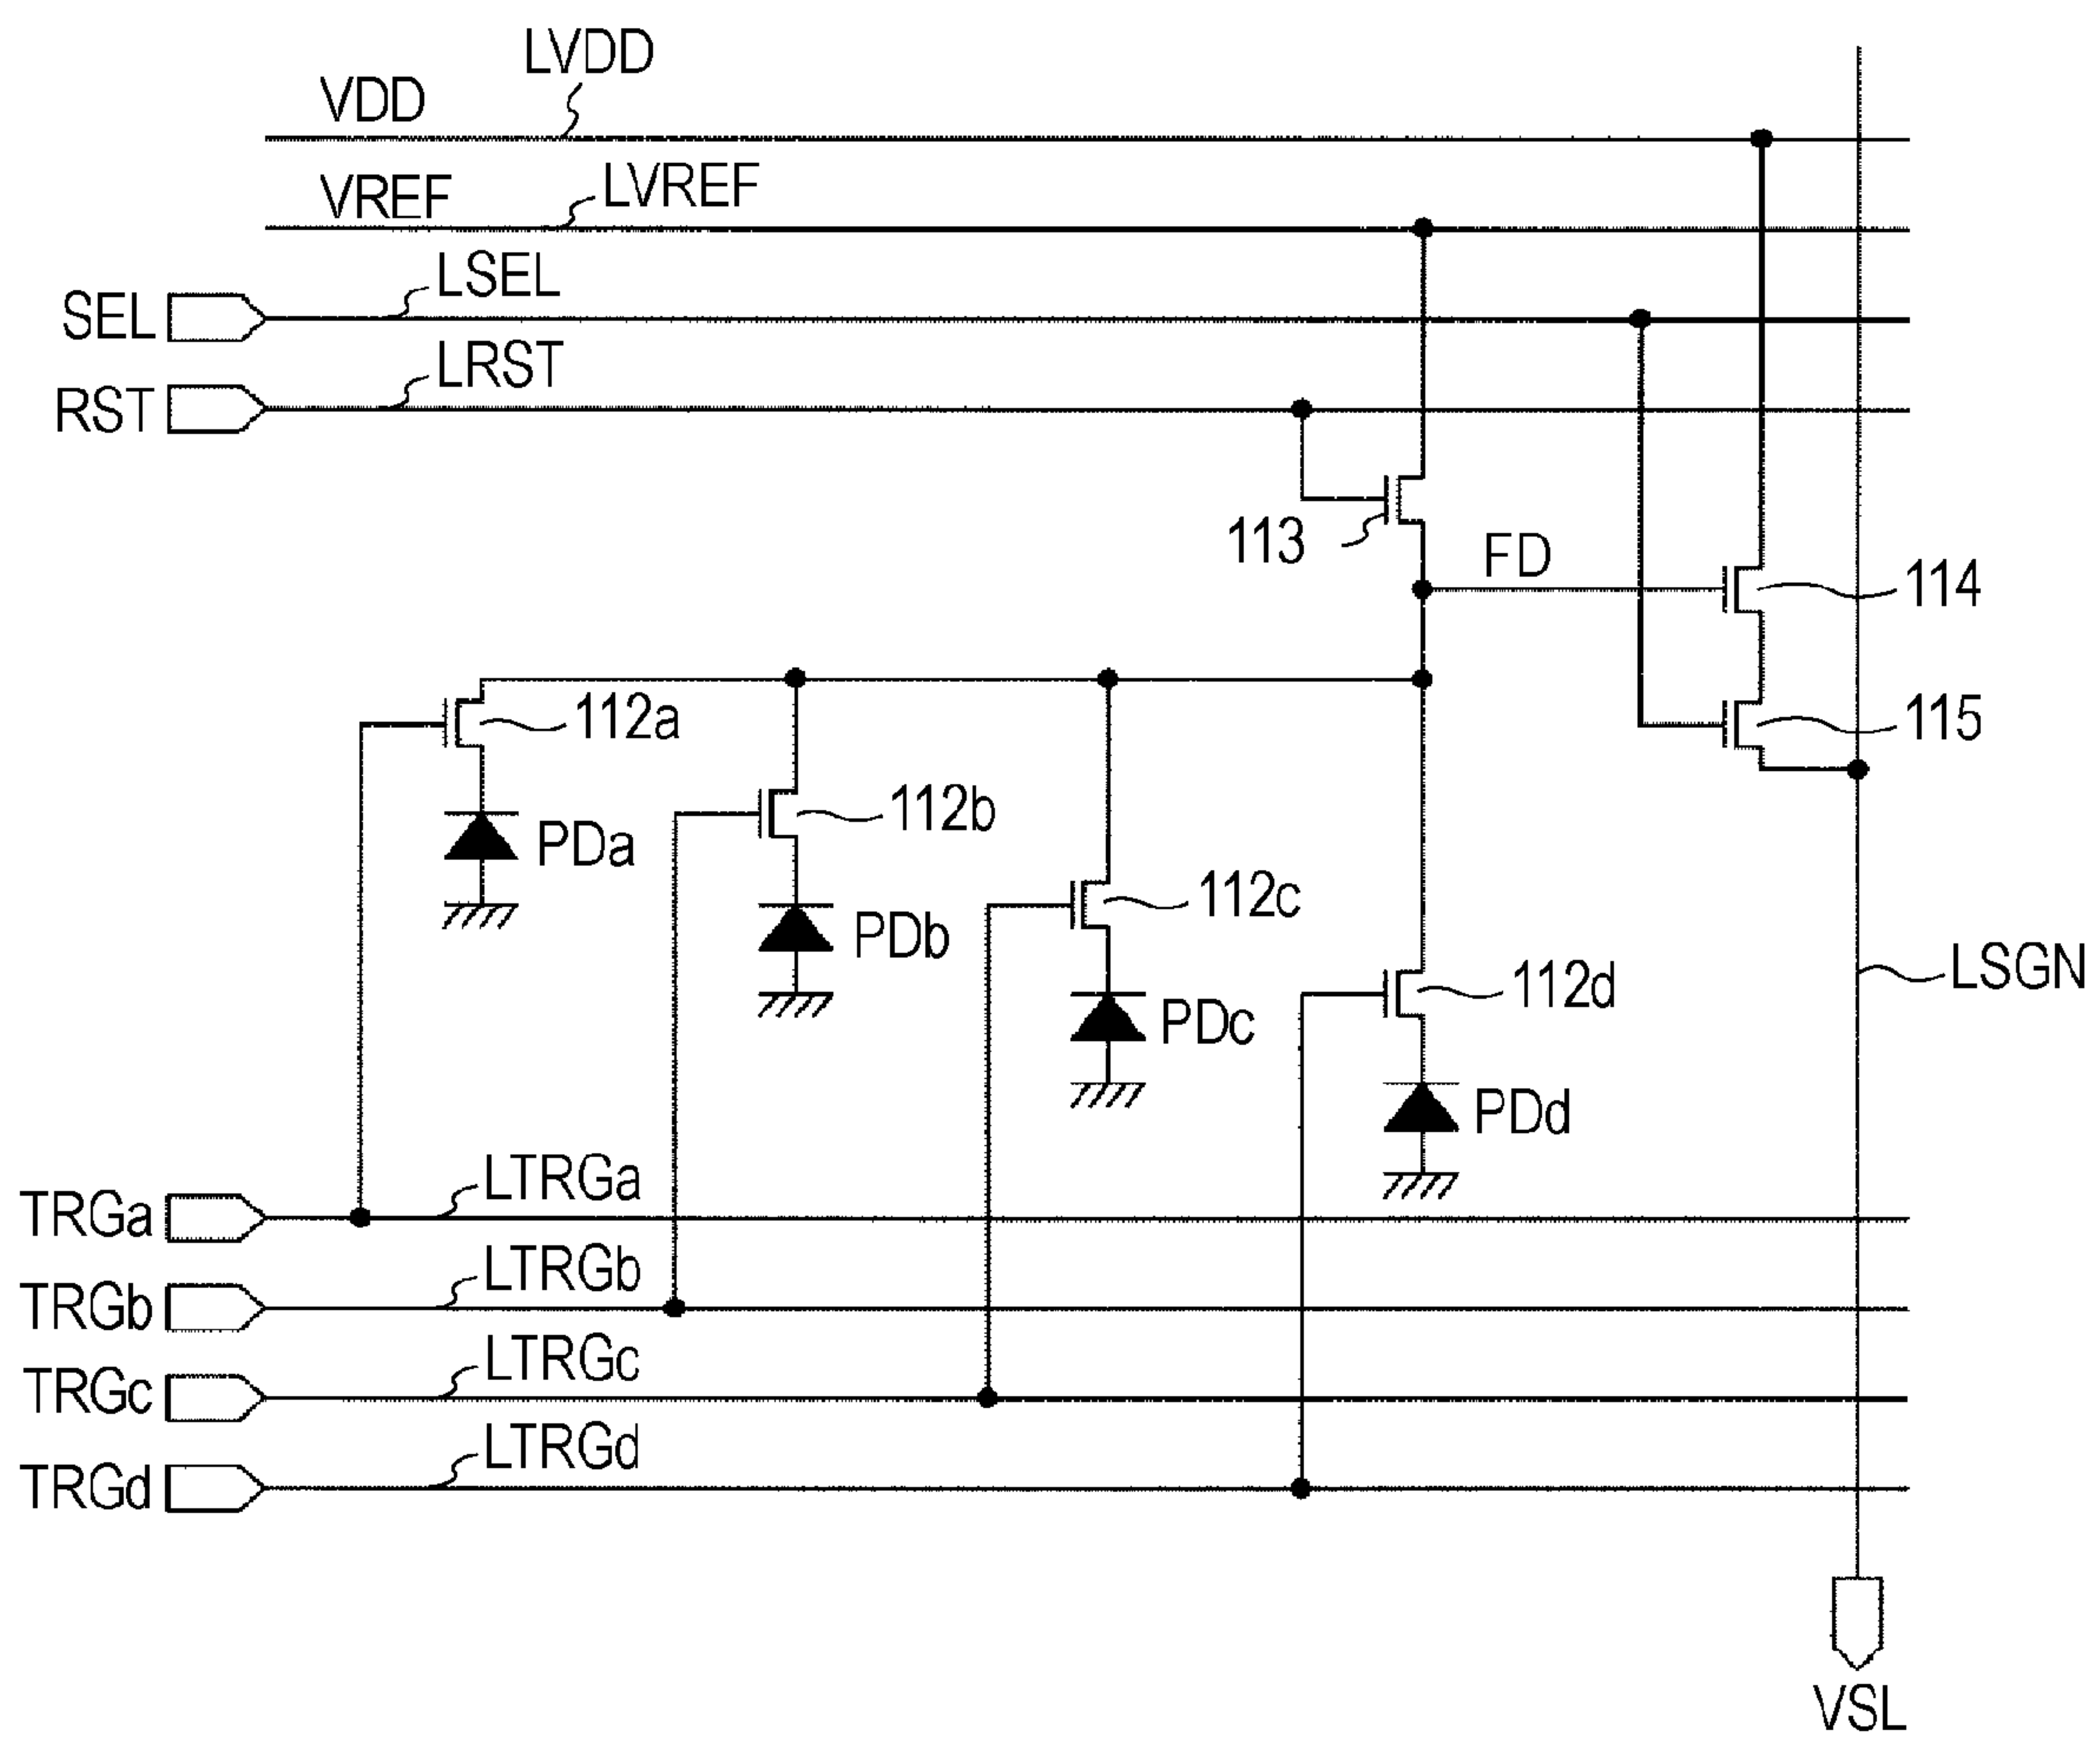 LVDD
VDD
LVREF
VREF
LSEL
SEL
LRST
RST
113
FD
114
112a
115
112b
PDa
112c
PDb
LSGN
112d
PDc
PDd
LTRGa
TRGa
LTRGb
TRGb
LTRGc
TRGc
LTRGd
TRGd
VSL